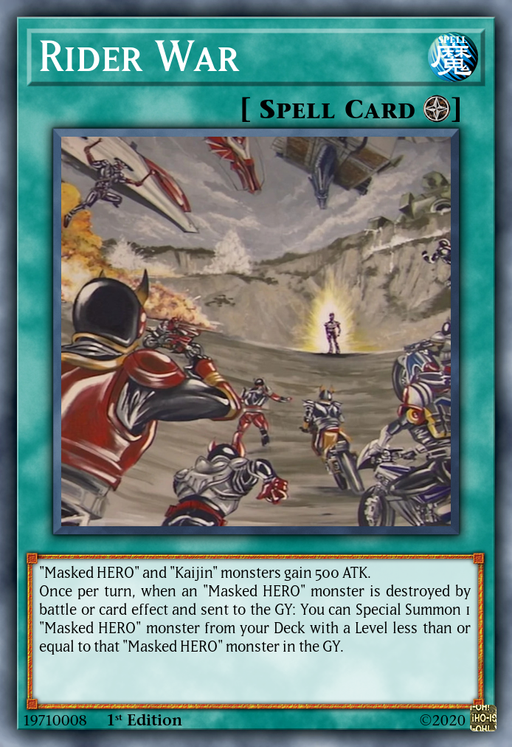 Rider War
SPELL
魔
[ Spell Card ]
"Masked HERO" and "Kaijin" monsters gain 500 ATK.
Once per turn, when an "Masked HERO" monster is destroyed by
battle or card effect and sent to the GY: You can Special Summon 1
"Masked HERO" monster from your Deck with a Level less than or
equal to that "Masked HERO" monster in the GY.
19710008 1st Edition ©2020